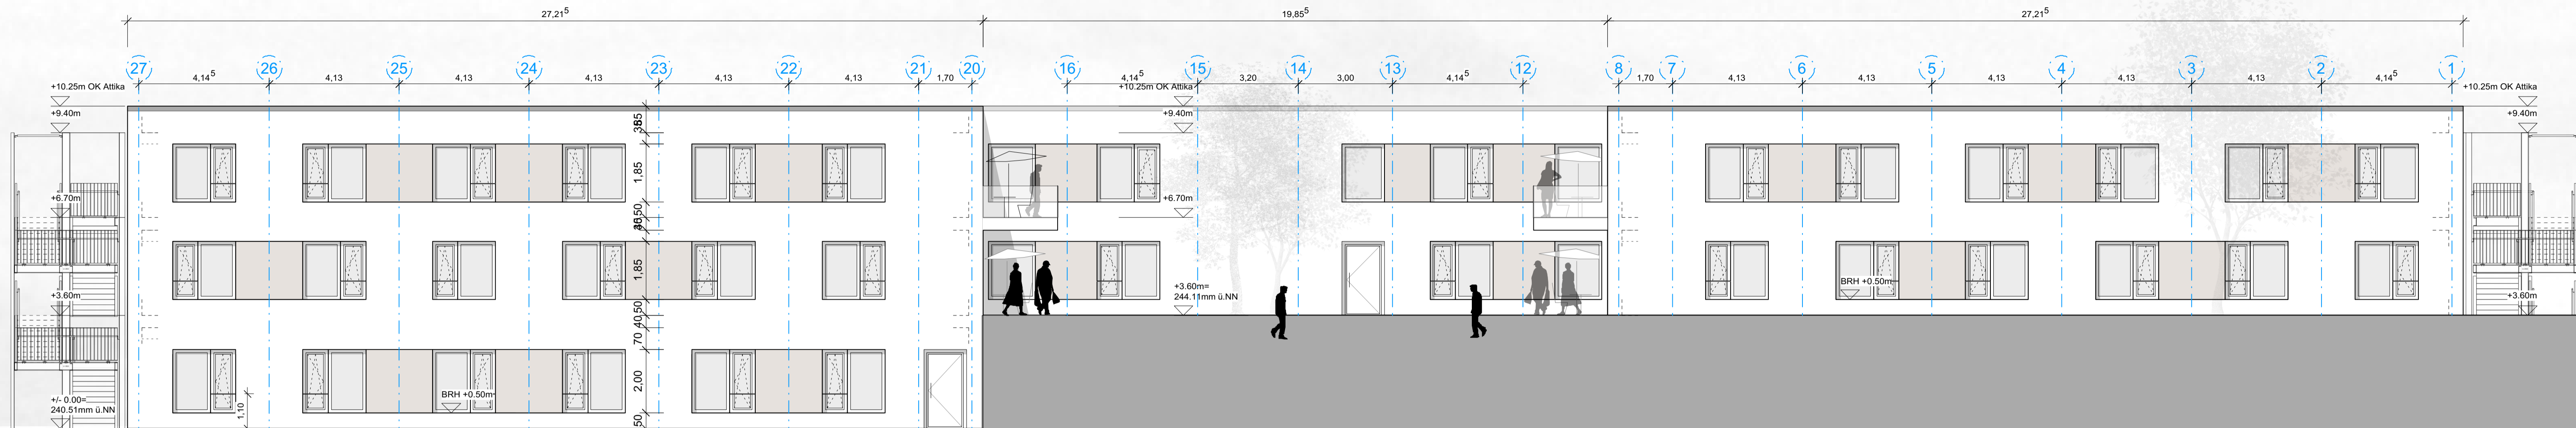 27,21⁵ 19,85⁵ 27,21⁵
27 26 25 24 23 22 21 20 16 15 14 13 12 8 7 6 5 4 3 2 1
4,14⁵ 4,13 4,13 4,13 4,13 4,13 1,70 4,14⁵ 3,20 3,00 4,14⁵ 1,70 4,13 4,13 4,13 4,13 4,13 4,14⁵
+10.25m OK Attika +10.25m OK Attika +10.25m OK Attika
+9.40m +9.40m +9.40m
1,85
+6.70m +6.70m
50
1,85
BRH +0.50m
+3.60m +3.60m= +3.60m
244.11mm ü.NN
50
40
70
2,00
BRH +0.50m
+/- 0.00=
240.51mm ü.NN
1,10
50